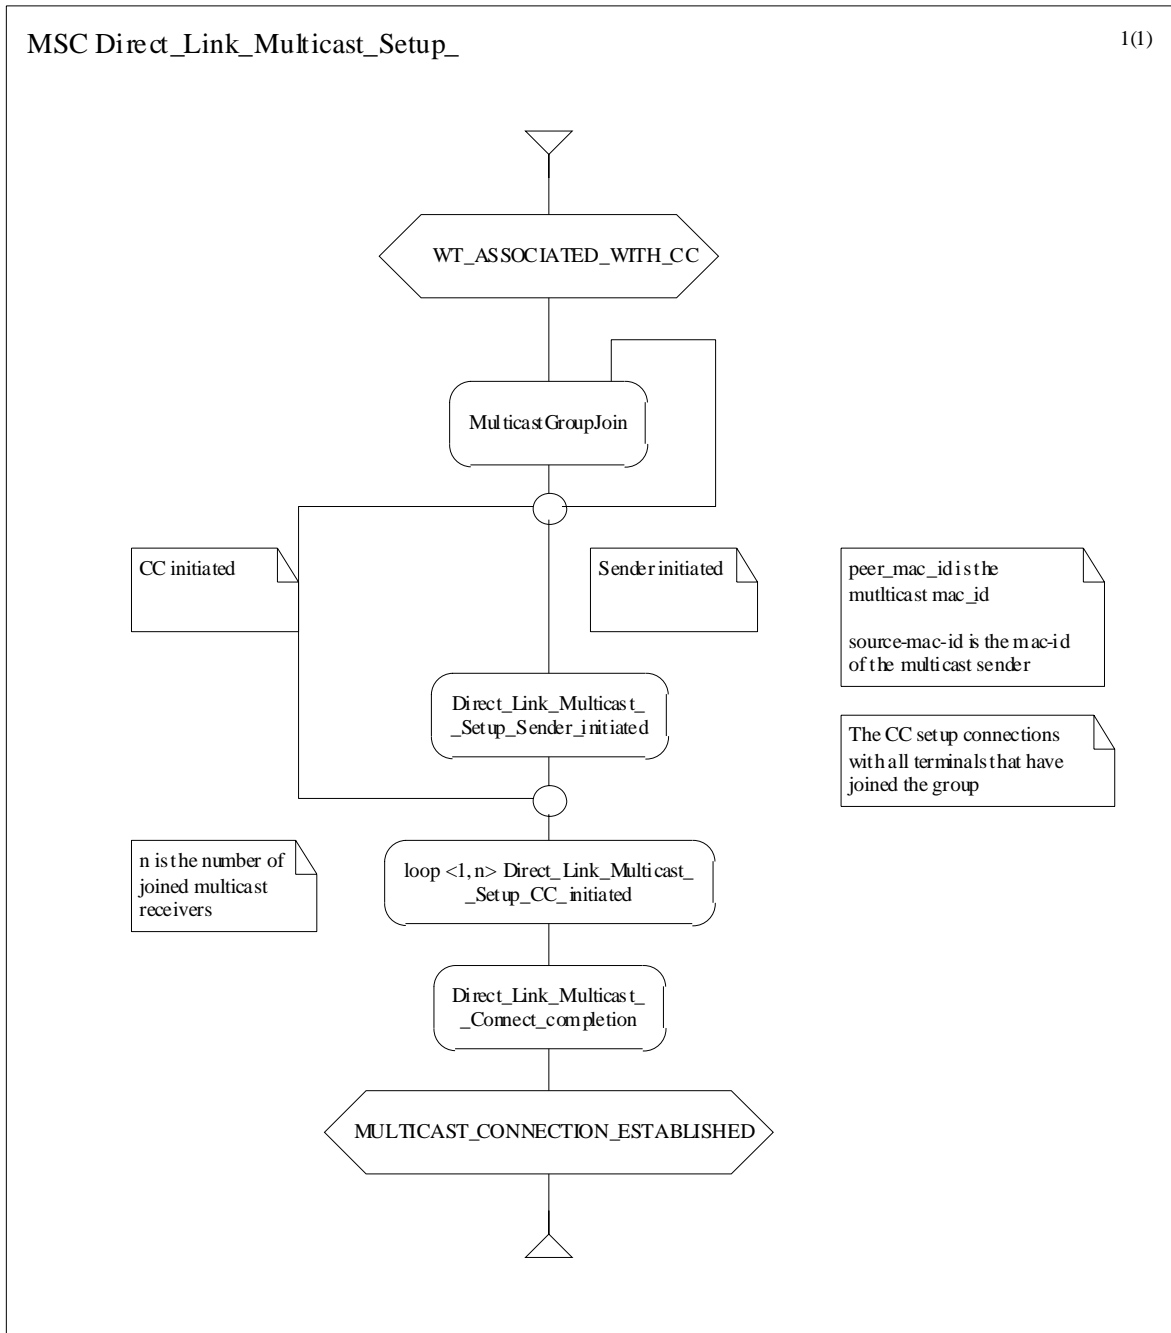 MSC Direct_Link_Multicast_Setup_
1(1)
WT_ASSOCIATED_WITH_CC
MulticastGroupJoin
CC initiated
Sender initiated
peer_mac_id is the
mutlticast mac_id
source-mac-id is the mac-id
of the multicast sender
Direct_Link_Multicast_
_Setup_Sender_initiated
The CC setup connections
with all terminals that have
joined the group
n is the number of
joined multicast
receivers
loop <1, n> Direct_Link_Multicast_
_Setup_CC_initiated
Direct_Link_Multicast_
_Connect_completion
MULTICAST_CONNECTION_ESTABLISHED